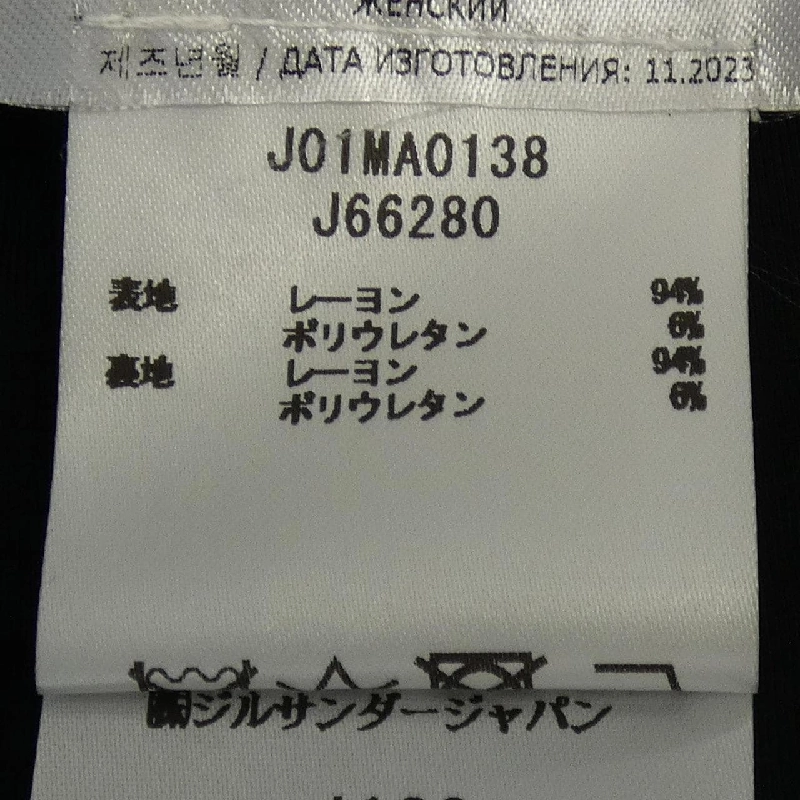 ЖЕНСКИЙ
제조년월 / ДАТА ИЗГОТОВЛЕНИЯ: 11.2023
J01MA0138
J66280
表地 レーヨン 94%
ポリウレタン 6%
裏地 レーヨン 94%
ポリウレタン 6%
㈱ジルサンダージャパン